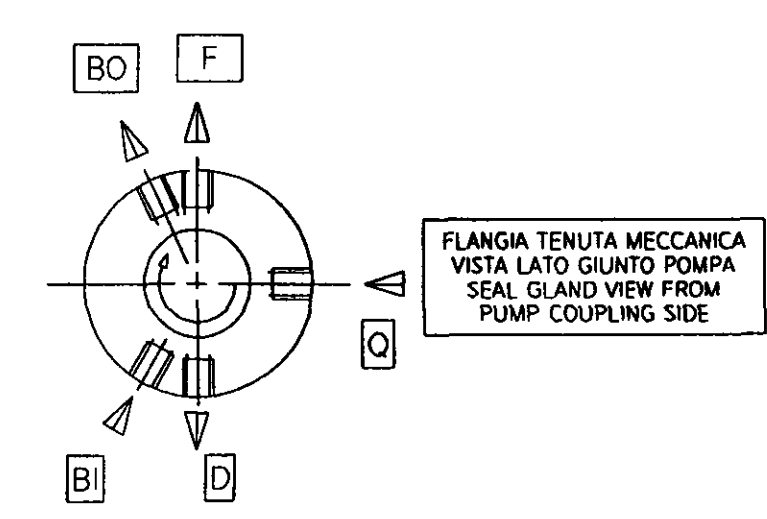 BO
F
FLANGIA TENUTA MECCANICA
VISTA LATO GIUNTO POMPA
SEAL GLAND VIEW FROM
PUMP COUPLING SIDE
Q
BI
D